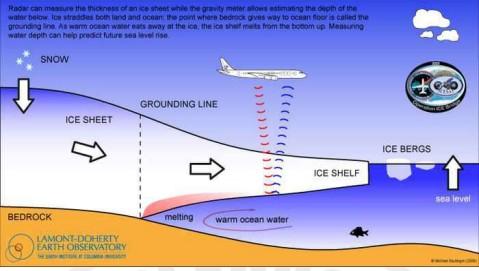 Radar can measure the thickness of an ice sheet while the gravity meter allows estimating the depth of the
water below. Ice straddles both land and ocean; the point where bedrock gives way to ocean floor is called the
grounding line. As warm ocean water eats away at the ice, the ice shelf melts from the bottom up. Measuring
water depth can help predict future sea level rise.
SNOW
GROUNDING LINE
ICE SHEET
Operation ICE Bridge
ICE BERGS
ICE SHELF
sea level
BEDROCK
melting
warm ocean water
LAMONT-DOHERTY
EARTH OBSERVATORY
THE EARTH INSTITUTE AT COLUMBIA UNIVERSITY